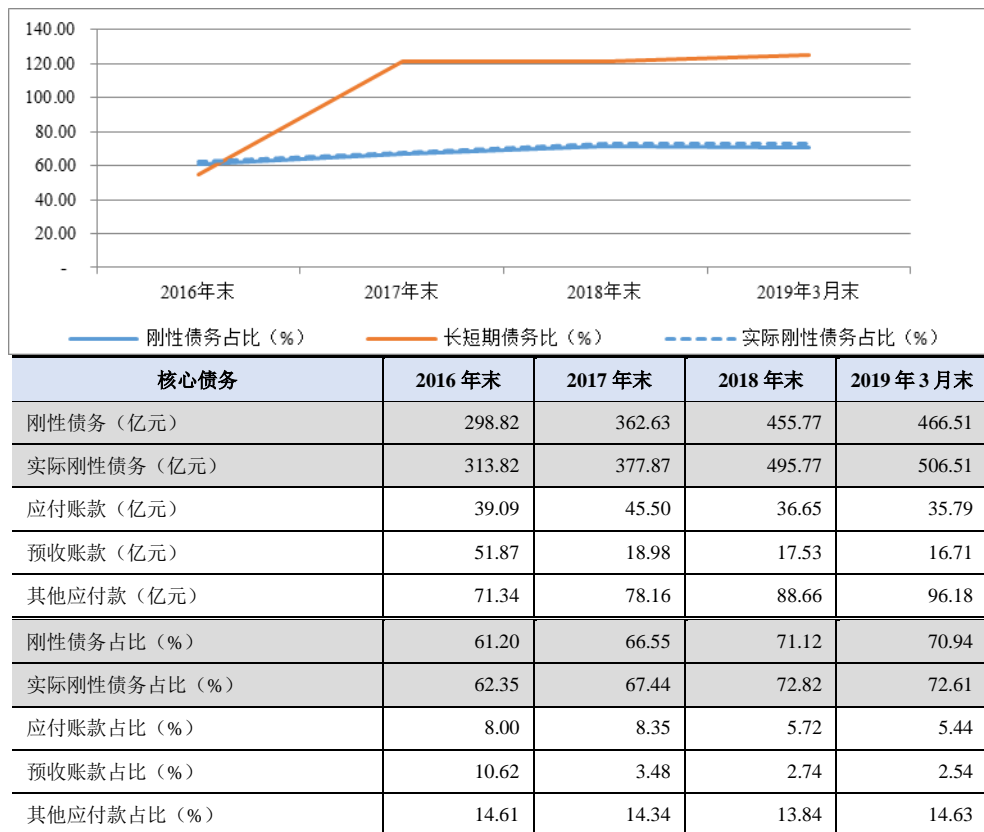 140.00
120.00
100.00
80.00
60.00
40.00
20.00
-
2016年末 2017年末 2018年末 2019年3月末
刚性债务占比（%） 长短期债务比（%） 实际刚性债务占比（%）
核心债务 2016 年末 2017 年末 2018 年末 2019 年 3 月末
刚性债务（亿元） 298.82 362.63 455.77 466.51
实际刚性债务（亿元） 313.82 377.87 495.77 506.51
应付账款（亿元） 39.09 45.50 36.65 35.79
预收账款（亿元） 51.87 18.98 17.53 16.71
其他应付款（亿元） 71.34 78.16 88.66 96.18
刚性债务占比（%） 61.20 66.55 71.12 70.94
实际刚性债务占比（%） 62.35 67.44 72.82 72.61
应付账款占比（%） 8.00 8.35 5.72 5.44
预收账款占比（%） 10.62 3.48 2.74 2.54
其他应付款占比（%） 14.61 14.34 13.84 14.63